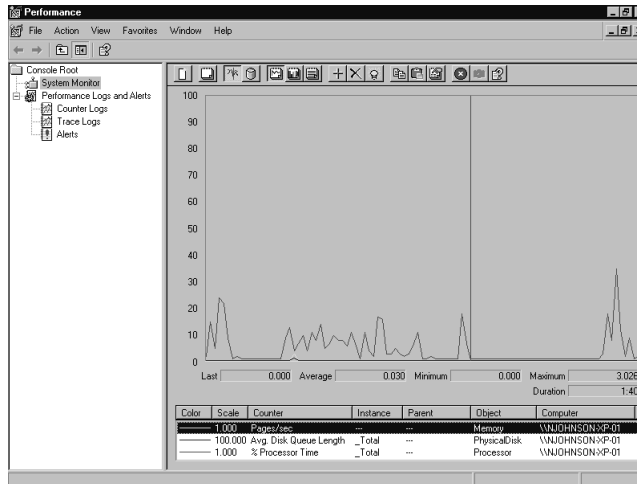 Performance
File Action View Favorites Window Help
Console Root
System Monitor
Performance Logs and Alerts
Counter Logs
Trace Logs
Alerts
100
90
80
70
60
50
40
30
20
10
0
Last 0.000 Average 0.030 Minimum 0.000 Maximum 3.026
Duration 1:40
Color Scale Counter Instance Parent Object Computer
1.000 Pages/sec --- --- Memory \\NJOHNSON-XP-01
100.000 Avg. Disk Queue Length _Total --- PhysicalDisk \\NJOHNSON-XP-01
1.000 % Processor Time _Total --- Processor \\NJOHNSON-XP-01